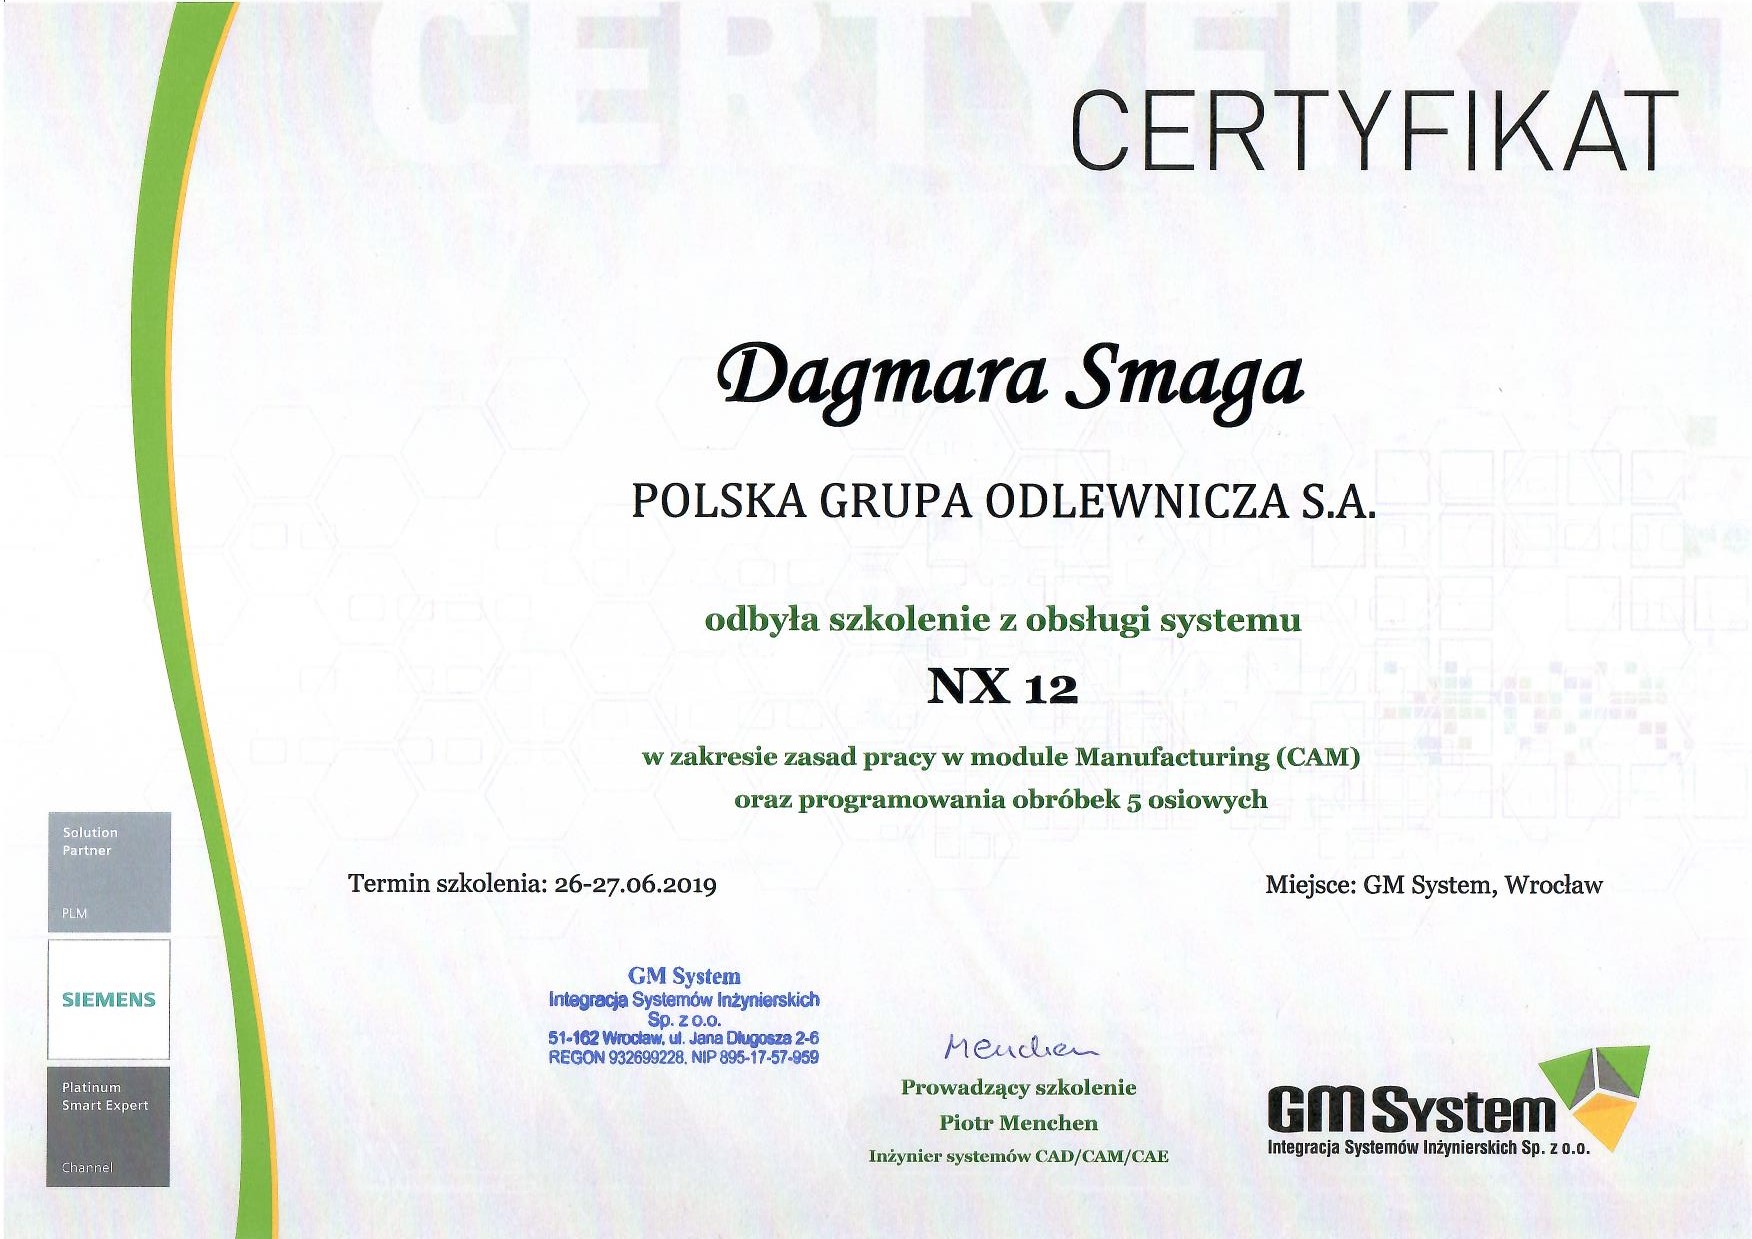 CERTYFIKAT
CERTYFIKAT
Dagmara Smaga
POLSKA GRUPA ODLEWNICZA S.A.
odbyła szkolenie z obsługi systemu
NX 12
w zakresie zasad pracy w module Manufacturing (CAM)
oraz programowania obróbek 5 osiowych
Termin szkolenia: 26-27.06.2019
Miejsce: GM System, Wrocław
Solution
Partner
PLM
SIEMENS
Platinum
Smart Expert
Channel
GM System
Integracja Systemów Inżynierskich
Sp. z o.o.
51-162 Wrocław, ul. Jana Długosza 2-6
REGON 932699228, NIP 895-17-57-959
Menchen
Prowadzący szkolenie
Piotr Menchen
Inżynier systemów CAD/CAM/CAE
GM System
Integracja Systemów Inżynierskich Sp. z o.o.